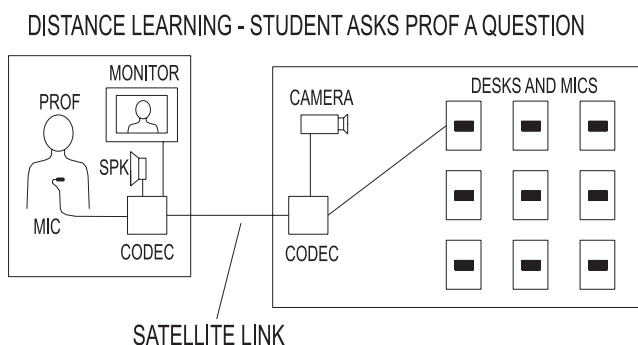 DISTANCE LEARNING - STUDENT ASKS PROF A QUESTION
MONITOR
PROF
SPK
MIC
CODEC
CAMERA
DESKS AND MICS
CODEC
SATELLITE LINK